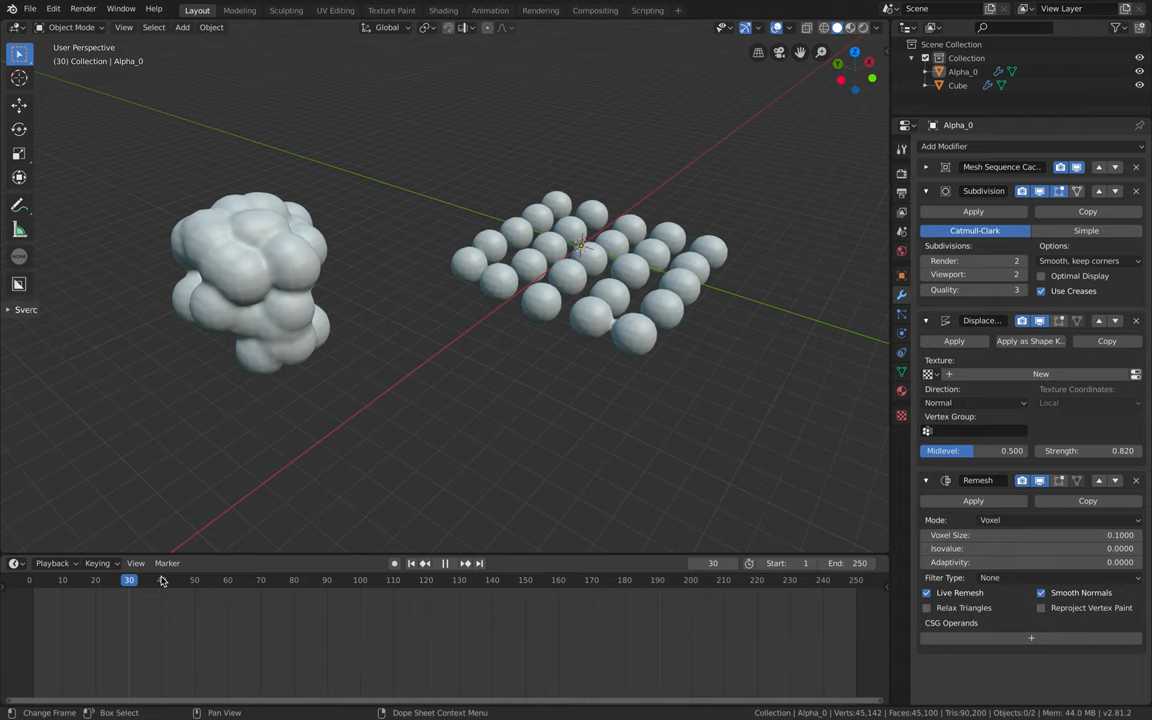 File Edit Render Window Help Layout Modeling Sculpting UV Editing Texture Paint Shading Animation Rendering Compositing Scripting + Scene View Layer
Object Mode View Select Add Object Global
User Perspective
(30) Collection | Alpha_0
Scene Collection
Collection
Alpha_0
Cube
Alpha_0
Add Modifier
Mesh Sequence Cac..
Subdivision
Apply Copy
Catmull-Clark Simple
Subdivisions: Options:
Render: 2 Smooth, keep corners
Viewport: 2 Optimal Display
Quality: 3 Use Creases
Displace...
Apply Apply as Shape K.. Copy
Texture:
New
Direction: Texture Coordinates:
Normal Local
Vertex Group:
Midlevel: 0.500 Strength: 0.820
Remesh
Apply Copy
Mode: Voxel
Voxel Size: 0.1000
Isovalue: 0.0000
Adaptivity: 0.0000
Filter Type: None
Live Remesh Smooth Normals
Relax Triangles Reproject Vertex Paint
CSG Operands
+
Sverc
Playback Keying View Marker 30 Start: 1 End: 250
0 10 20 30 50 60 70 80 90 100 110 120 130 140 150 160 170 180 190 200 210 220 230 240 250
Change Frame Box Select Pan View Dope Sheet Context Menu Collection | Alpha_0 | Verts:45,142 | Faces:45,100 | Tris:90,200 | Objects:0/2 | Mem: 44.0 MB | v2.81.2